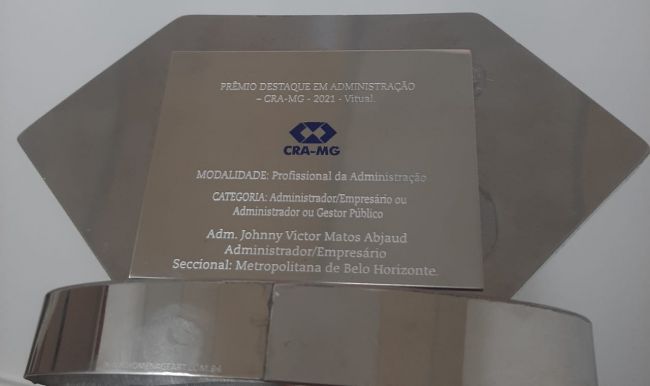 PRÊMIO DESTAQUE EM ADMINISTRAÇÃO
– CRA-MG - 2021 - Vitual.
CRA-MG
MODALIDADE: Profissional da Administração
CATEGORIA: Administrador/Empresário ou
Administrador ou Gestor Público
Adm. Johnny Victor Matos Abjaud
Administrador/Empresário
Seccional: Metropolitana de Belo Horizonte.